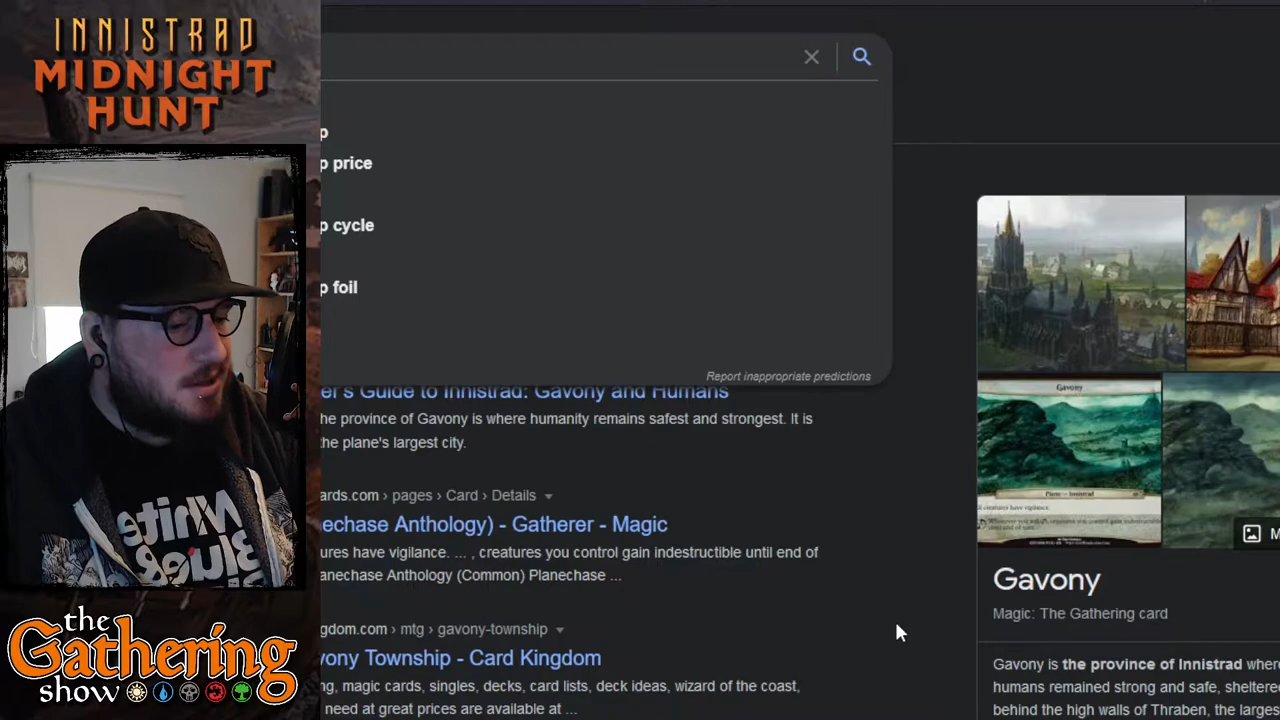 INNISTRAD
MIDNIGHT
HUNT
p
p price
p cycle
p foil
Report inappropriate predictions
er's Guide to Innistrad: Gavony and Humans
he province of Gavony is where humanity remains safest and strongest. It is
the plane's largest city.
ards.com › pages › Card › Details
echase Anthology) - Gatherer - Magic
ures have vigilance. ... , creatures you control gain indestructible until end of
anechase Anthology (Common) Planechase ...
gdom.com › mtg › gavony-township
vony Township - Card Kingdom
ng, magic cards, singles, decks, card lists, deck ideas, wizard of the coast,
need at great prices are available at ...
Gavony
Plane — Innistrad
M
Gavony
Magic: The Gathering card
Gavony is the province of Innistrad where
humans remained strong and safe, sheltered
behind the high walls of Thraben, the larges
White
Blue
the
Gathering
show